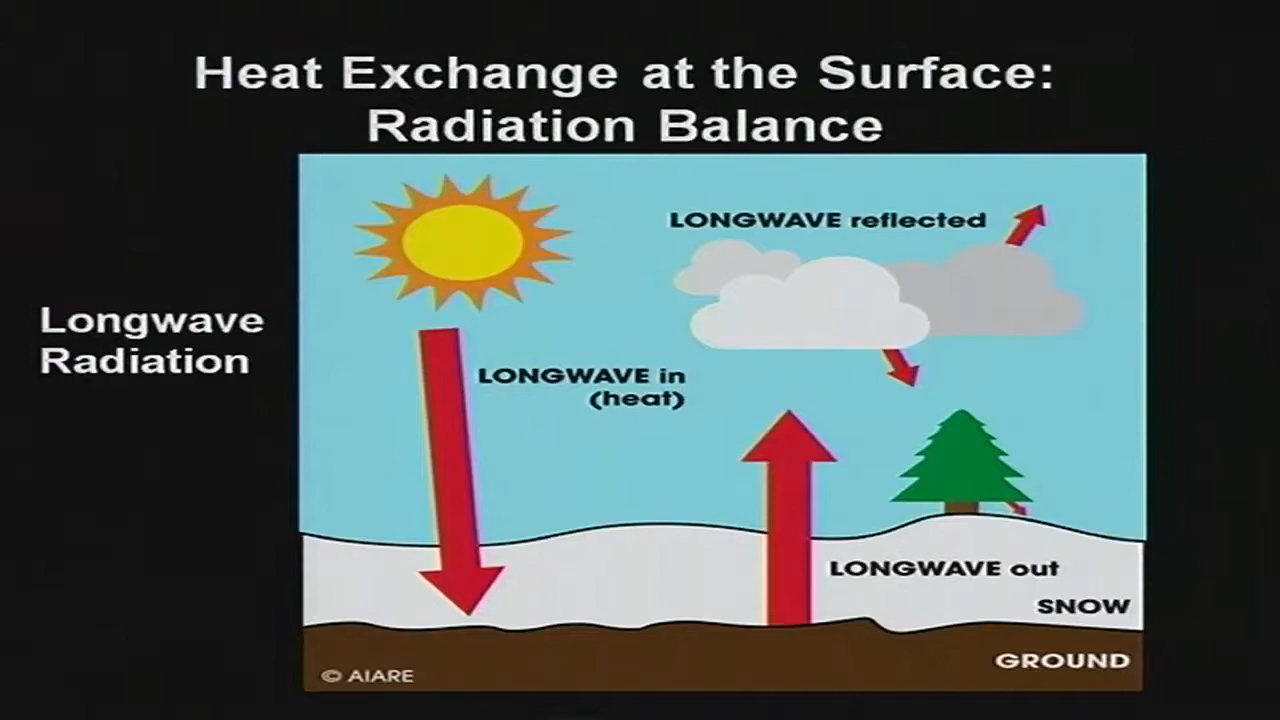 Heat Exchange at the Surface:
Radiation Balance
LONGWAVE reflected
Longwave
Radiation
LONGWAVE in
(heat)
LONGWAVE out
SNOW
GROUND
© AIARE